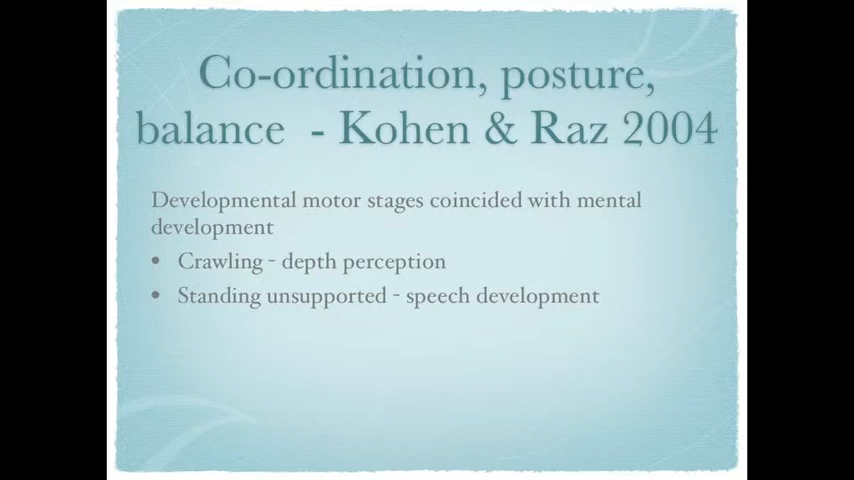 Co-ordination, posture,
balance - Kohen & Raz 2004
Developmental motor stages coincided with mental
development
• Crawling - depth perception
• Standing unsupported - speech development